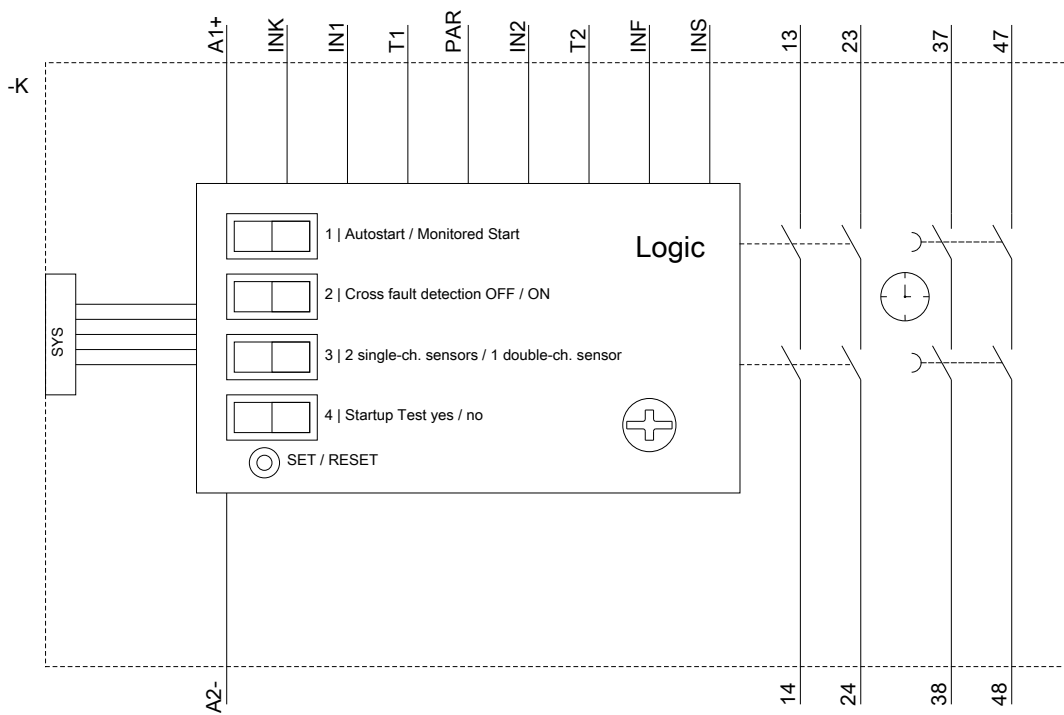 A1+
INK
IN1
T1
PAR
IN2
T2
INF
INS
13
23
37
47
-K
1 | Autostart / Monitored Start
Logic
2 | Cross fault detection OFF / ON
SYS
3 | 2 single-ch. sensors / 1 double-ch. sensor
4 | Startup Test yes / no
SET / RESET
A2-
14
24
38
48